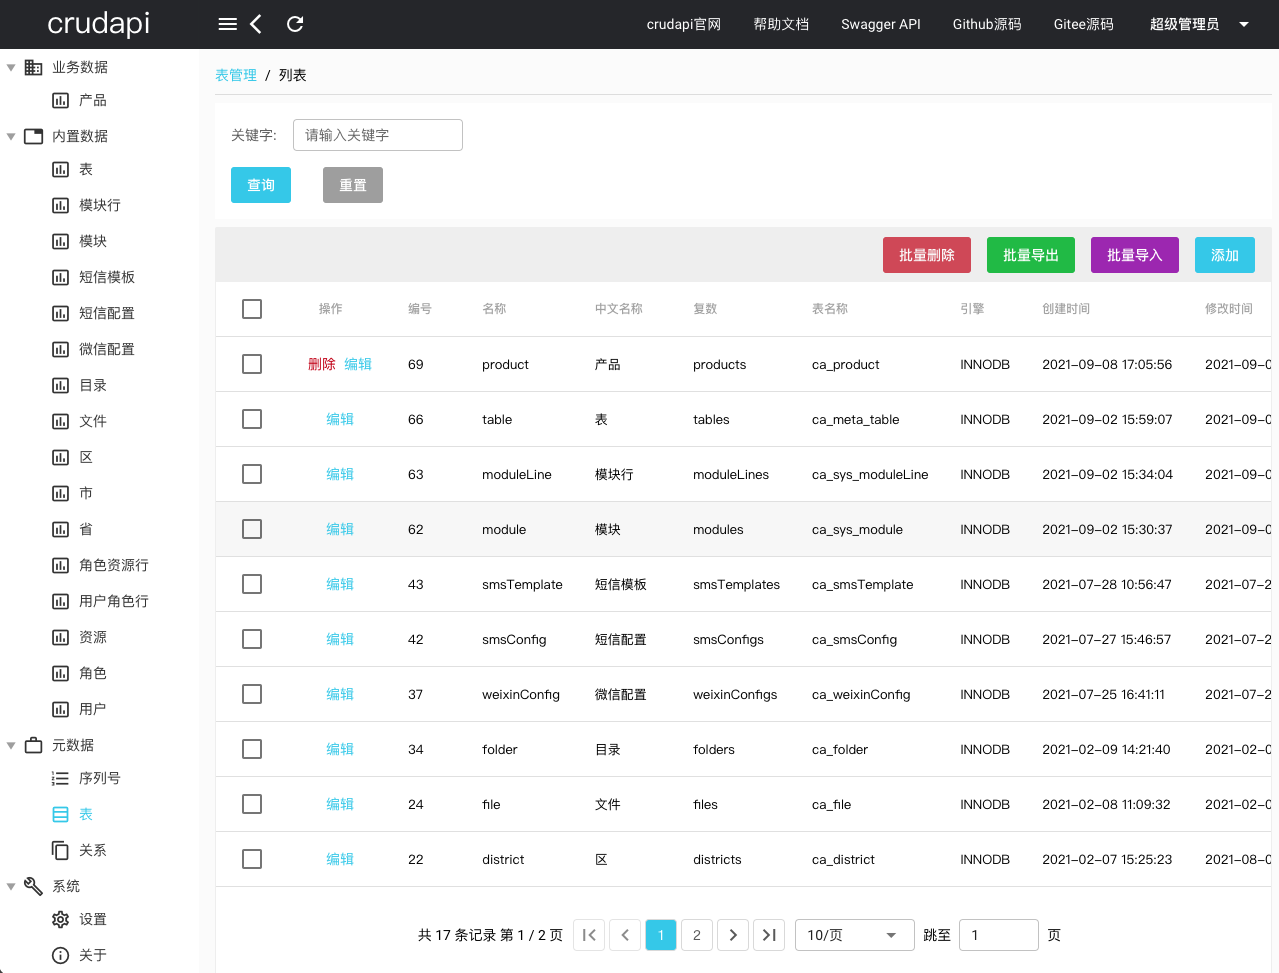 crudapi crudapi官网 帮助文档 Swagger API Github源码 Gitee源码 超级管理员
业务数据
产品
内置数据
表
模块行
模块
短信模板
短信配置
微信配置
目录
文件
区
市
省
角色资源行
用户角色行
资源
角色
用户
元数据
序列号
表
关系
系统
设置
关于
表管理 / 列表
关键字: 请输入关键字
查询 重置
批量删除 批量导出 批量导入 添加
操作 编号 名称 中文名称 复数 表名称 引擎 创建时间 修改时间
删除 编辑 69 product 产品 products ca_product INNODB 2021-09-08 17:05:56 2021-09-0
编辑 66 table 表 tables ca_meta_table INNODB 2021-09-02 15:59:07 2021-09-0
编辑 63 moduleLine 模块行 moduleLines ca_sys_moduleLine INNODB 2021-09-02 15:34:04 2021-09-0
编辑 62 module 模块 modules ca_sys_module INNODB 2021-09-02 15:30:37 2021-09-0
编辑 43 smsTemplate 短信模板 smsTemplates ca_smsTemplate INNODB 2021-07-28 10:56:47 2021-07-2
编辑 42 smsConfig 短信配置 smsConfigs ca_smsConfig INNODB 2021-07-27 15:46:57 2021-07-2
编辑 37 weixinConfig 微信配置 weixinConfigs ca_weixinConfig INNODB 2021-07-25 16:41:11 2021-07-2
编辑 34 folder 目录 folders ca_folder INNODB 2021-02-09 14:21:40 2021-02-0
编辑 24 file 文件 files ca_file INNODB 2021-02-08 11:09:32 2021-02-0
编辑 22 district 区 districts ca_district INNODB 2021-02-07 15:25:23 2021-08-0
共 17 条记录 第 1 / 2 页 1 2 10/页 跳至 1 页